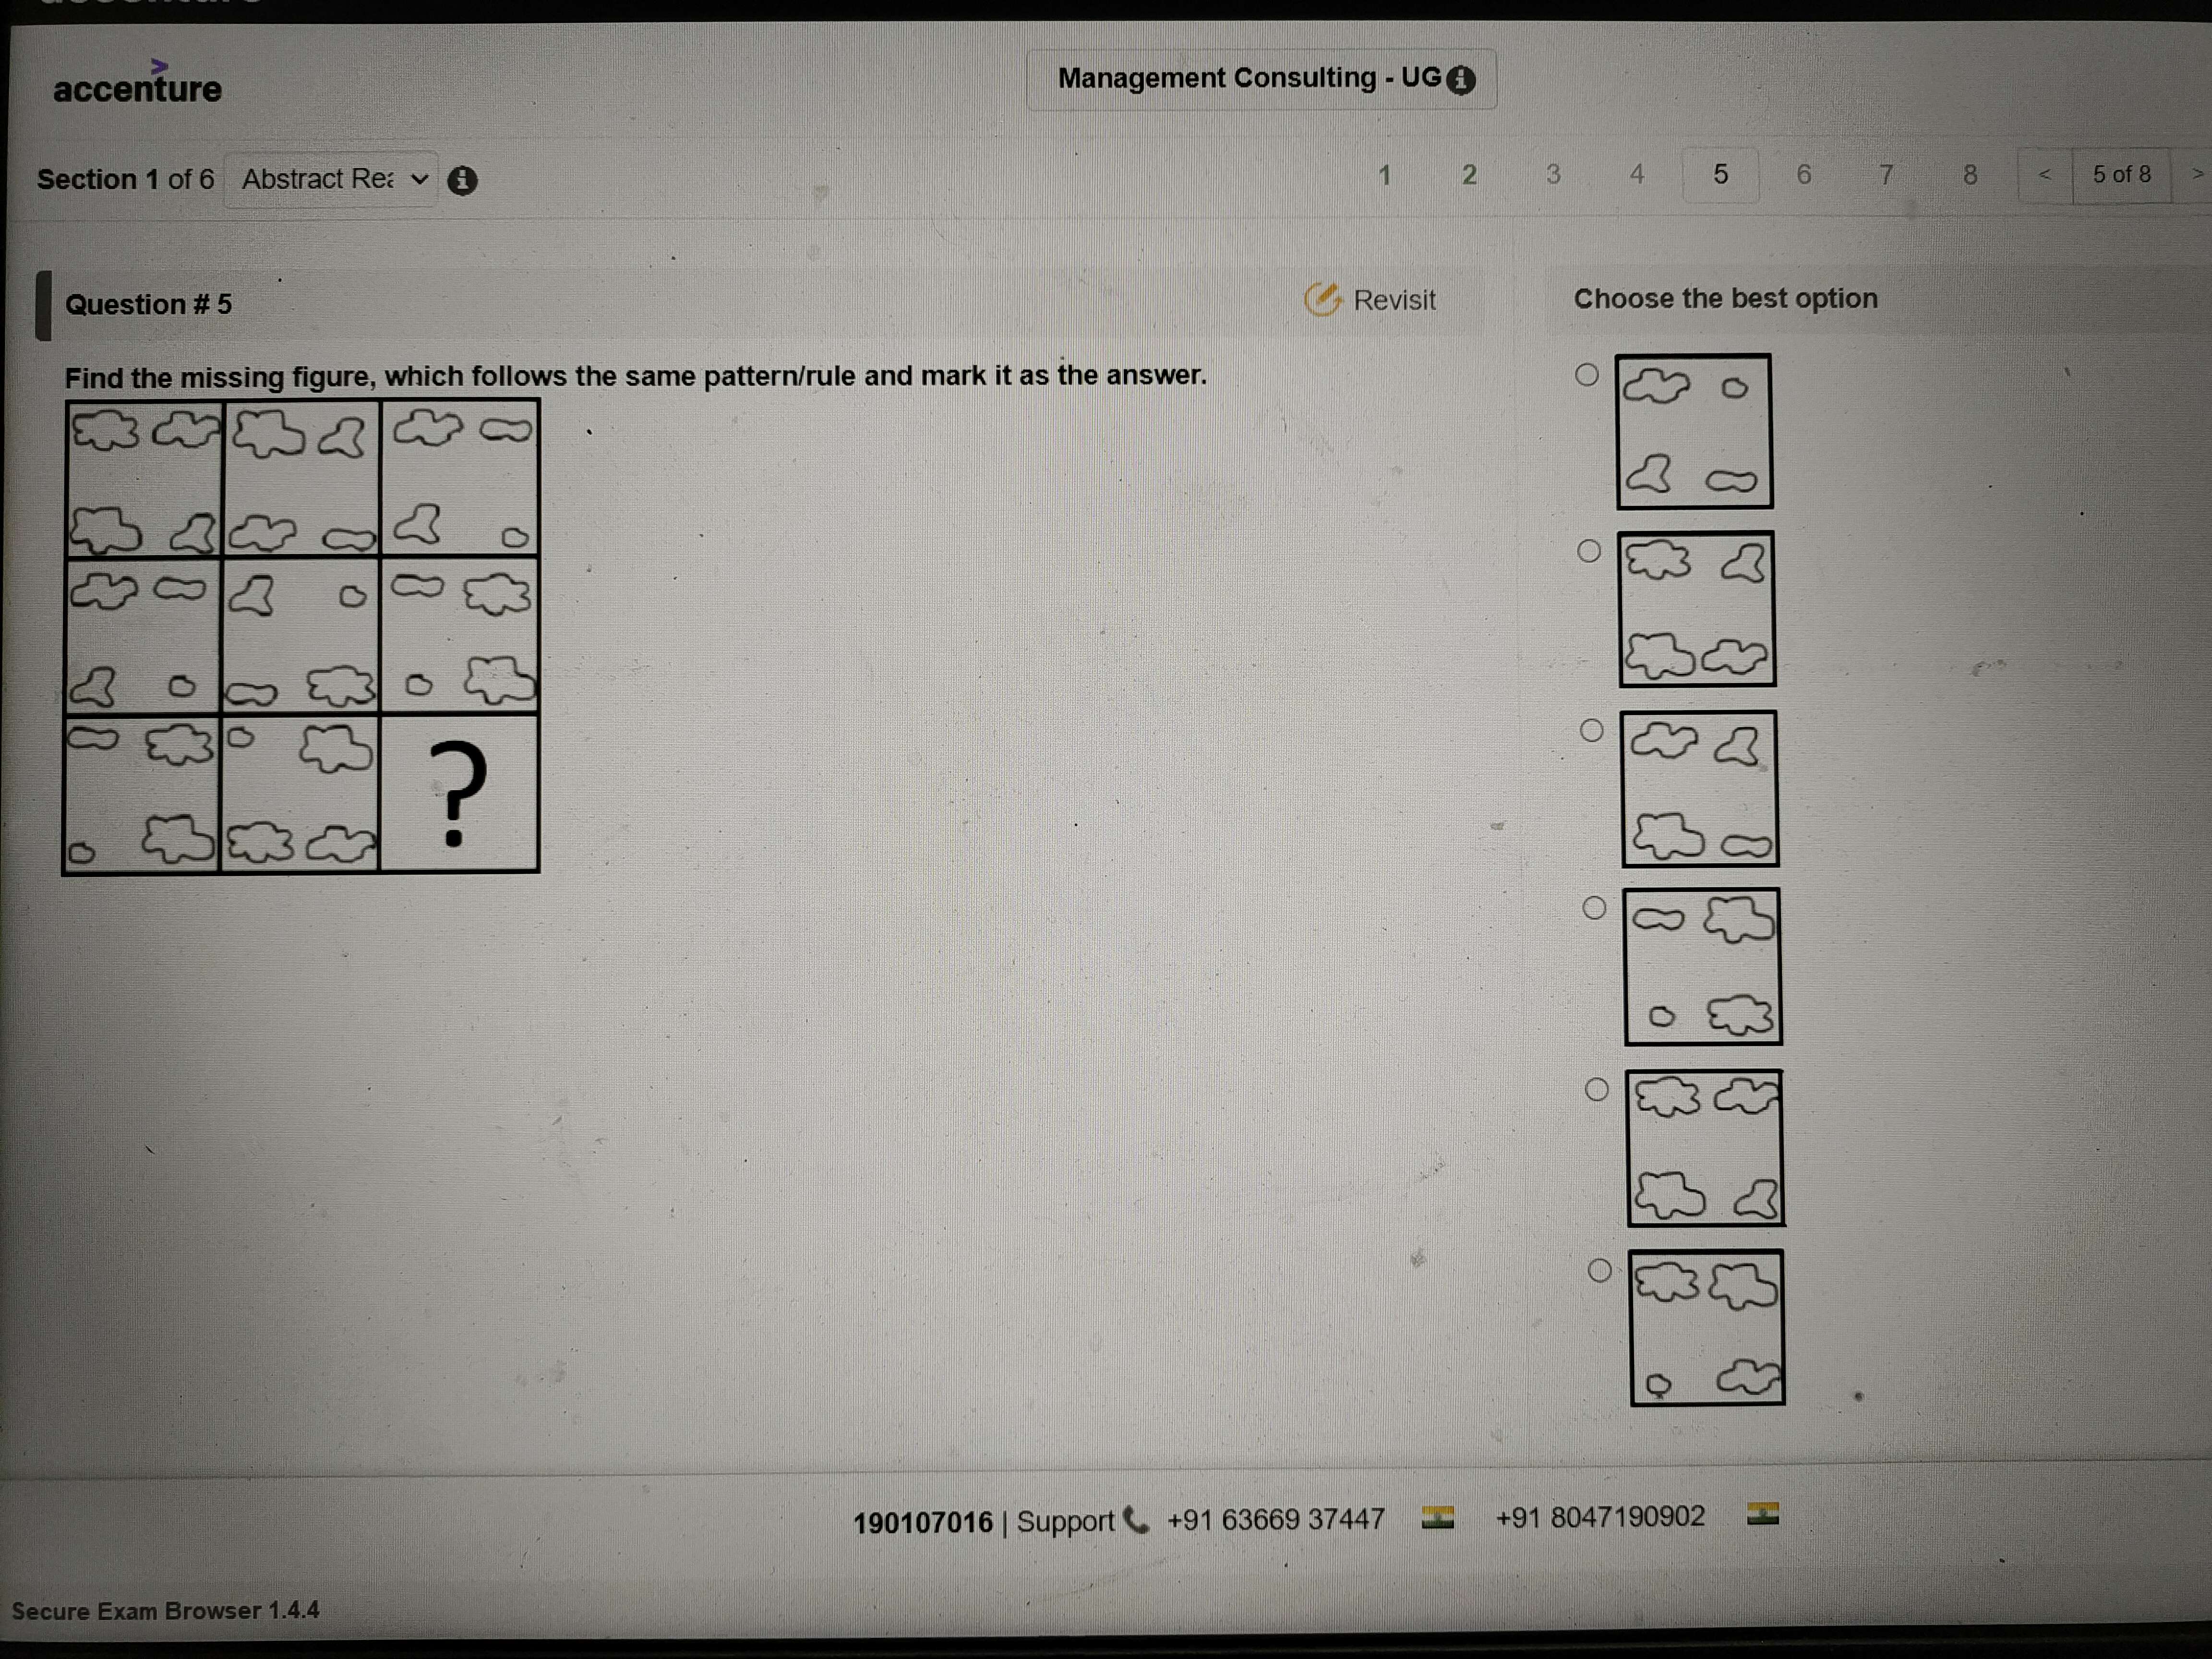 accenture
Management Consulting - UG
Section 1 of 6
Abstract Rea
1 2 3 4 5 6 7 8 < 5 of 8 >
Question # 5
Revisit
Choose the best option
Find the missing figure, which follows the same pattern/rule and mark it as the answer.
?
190107016 | Support +91 63669 37447 +91 8047190902
Secure Exam Browser 1.4.4